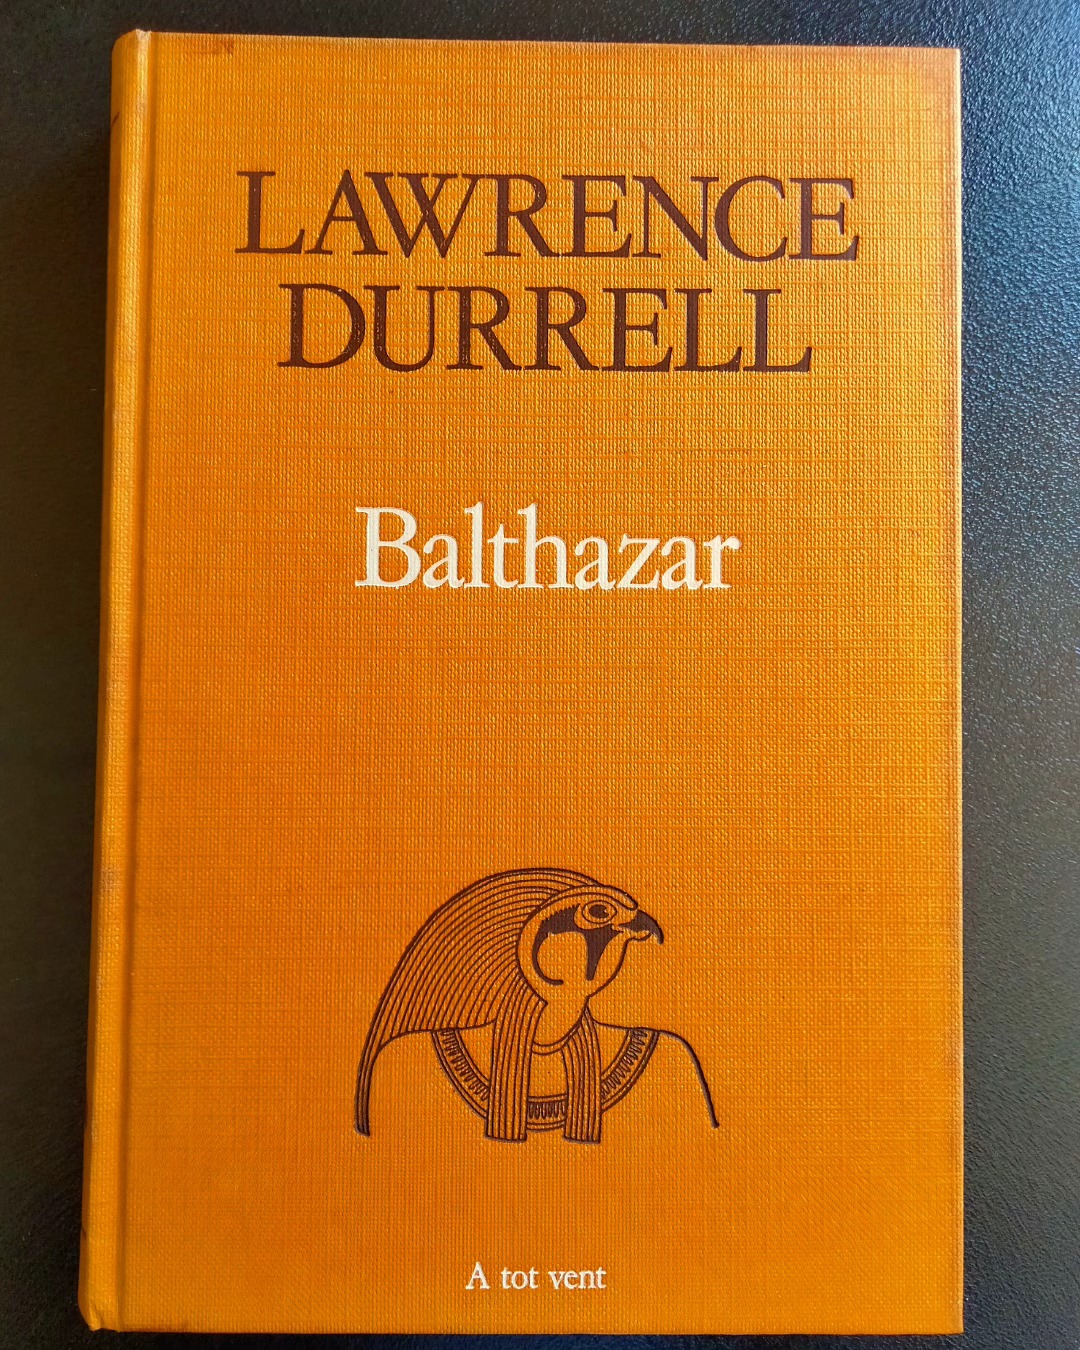 LAWRENCE
DURRELL
Balthazar
A tot vent